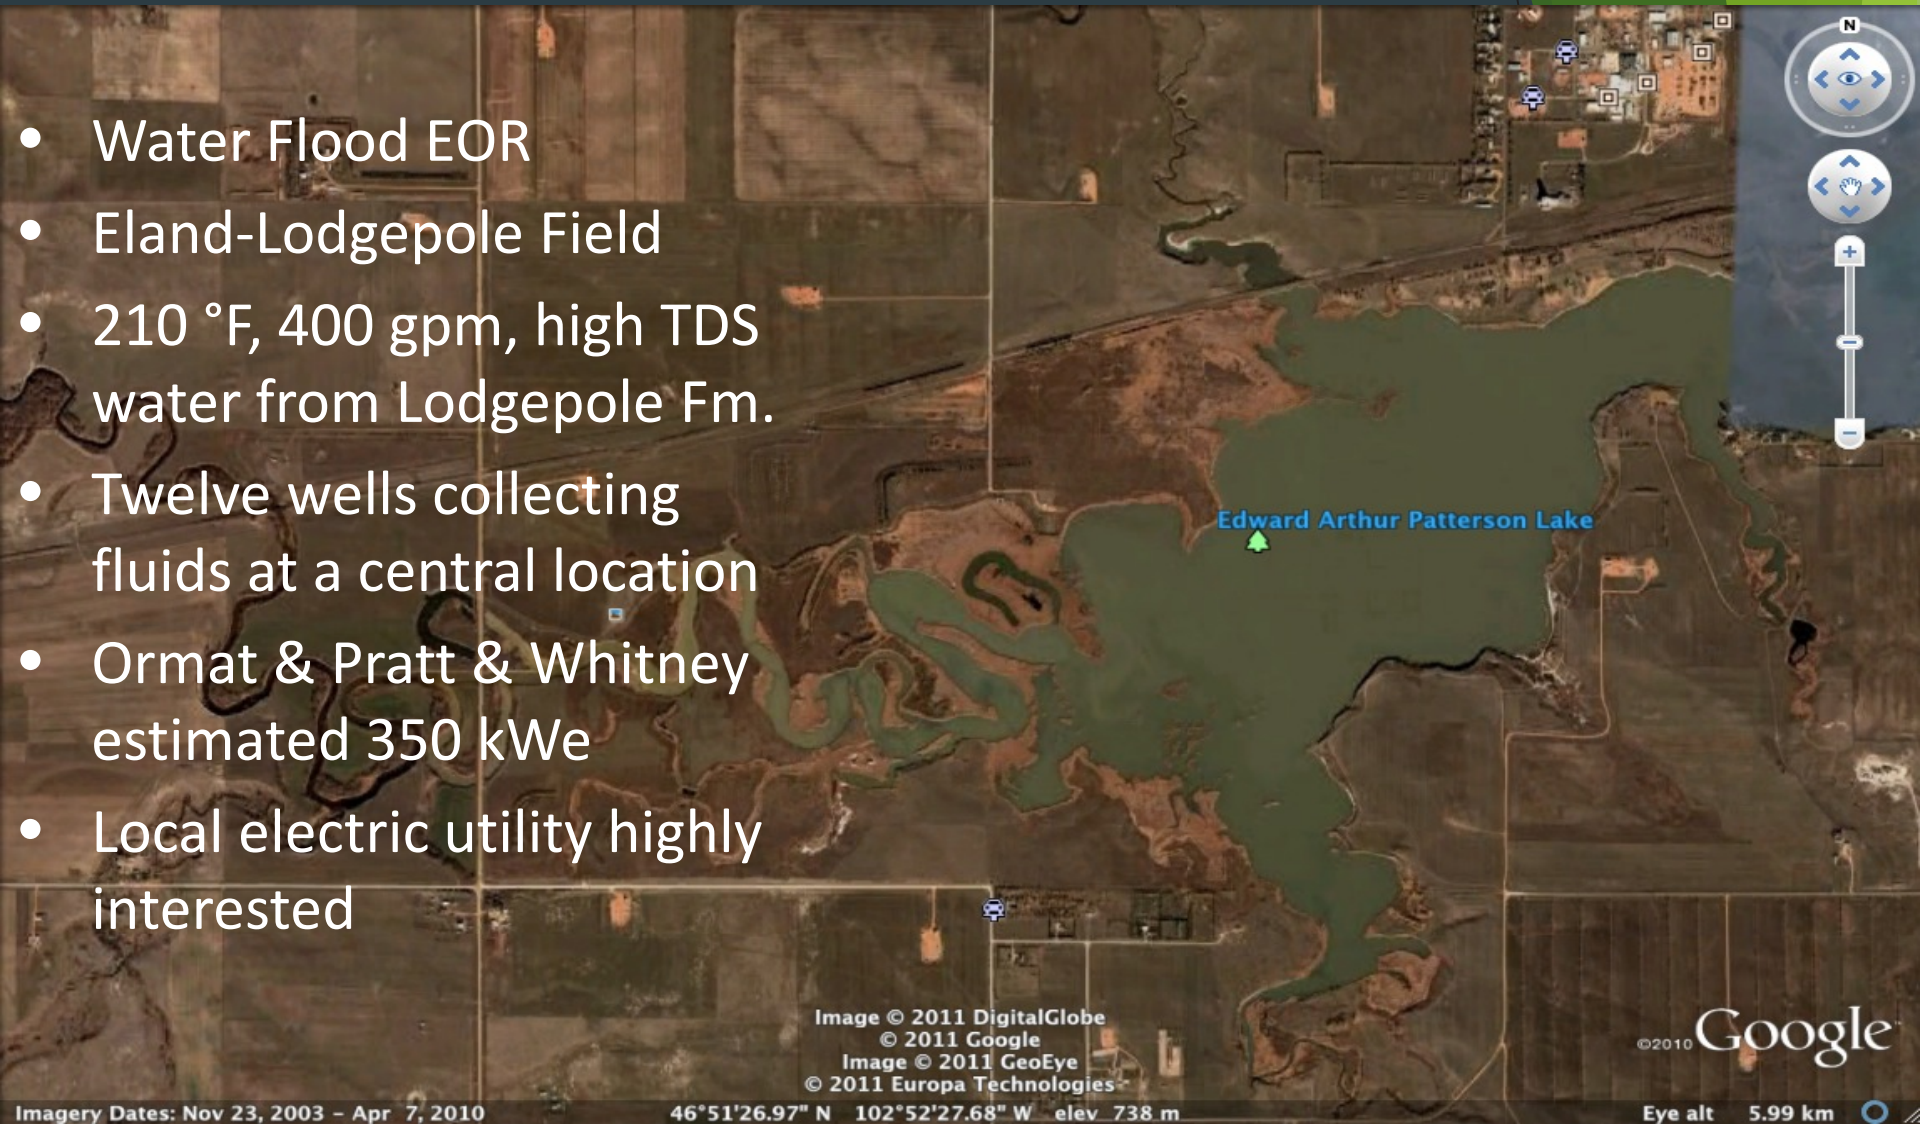 N
• Water Flood EOR
• Eland-Lodgepole Field
• 210 °F, 400 gpm, high TDS
water from Lodgepole Fm.
• Twelve wells collecting
fluids at a central location
• Ormat & Pratt & Whitney
estimated 350 kWe
• Local electric utility highly
interested
Edward Arthur Patterson Lake
Image © 2011 DigitalGlobe
© 2011 Google
Image © 2011 GeoEye
© 2011 Europa Technologies
©2010 Google
Imagery Dates: Nov 23, 2003 – Apr 7, 2010 46°51'26.97" N 102°52'27.68" W elev 738 m Eye alt 5.99 km